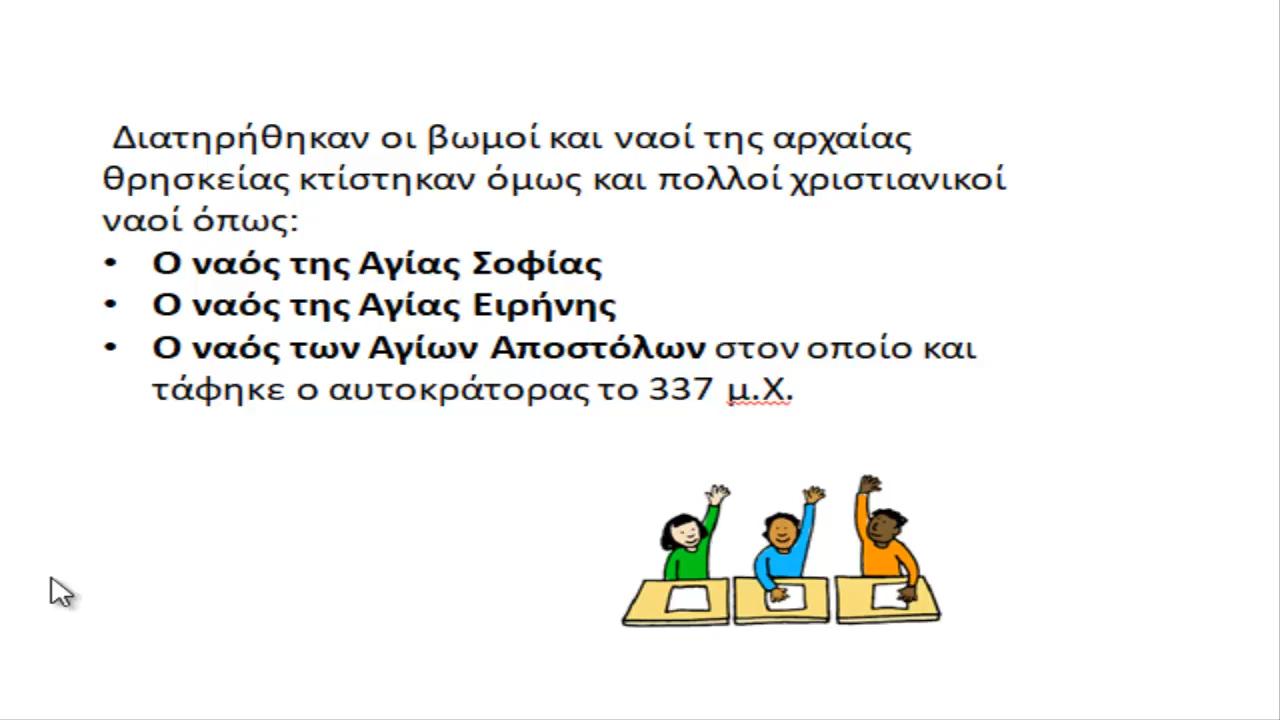 Διατηρήθηκαν οι βωμοί και ναοί της αρχαίας
θρησκείας κτίστηκαν όμως και πολλοί χριστιανικοί
ναοί όπως:
• Ο ναός της Αγίας Σοφίας
• Ο ναός της Αγίας Ειρήνης
• Ο ναός των Αγίων Αποστόλων στον οποίο και
τάφηκε ο αυτοκράτορας το 337 μ.Χ.